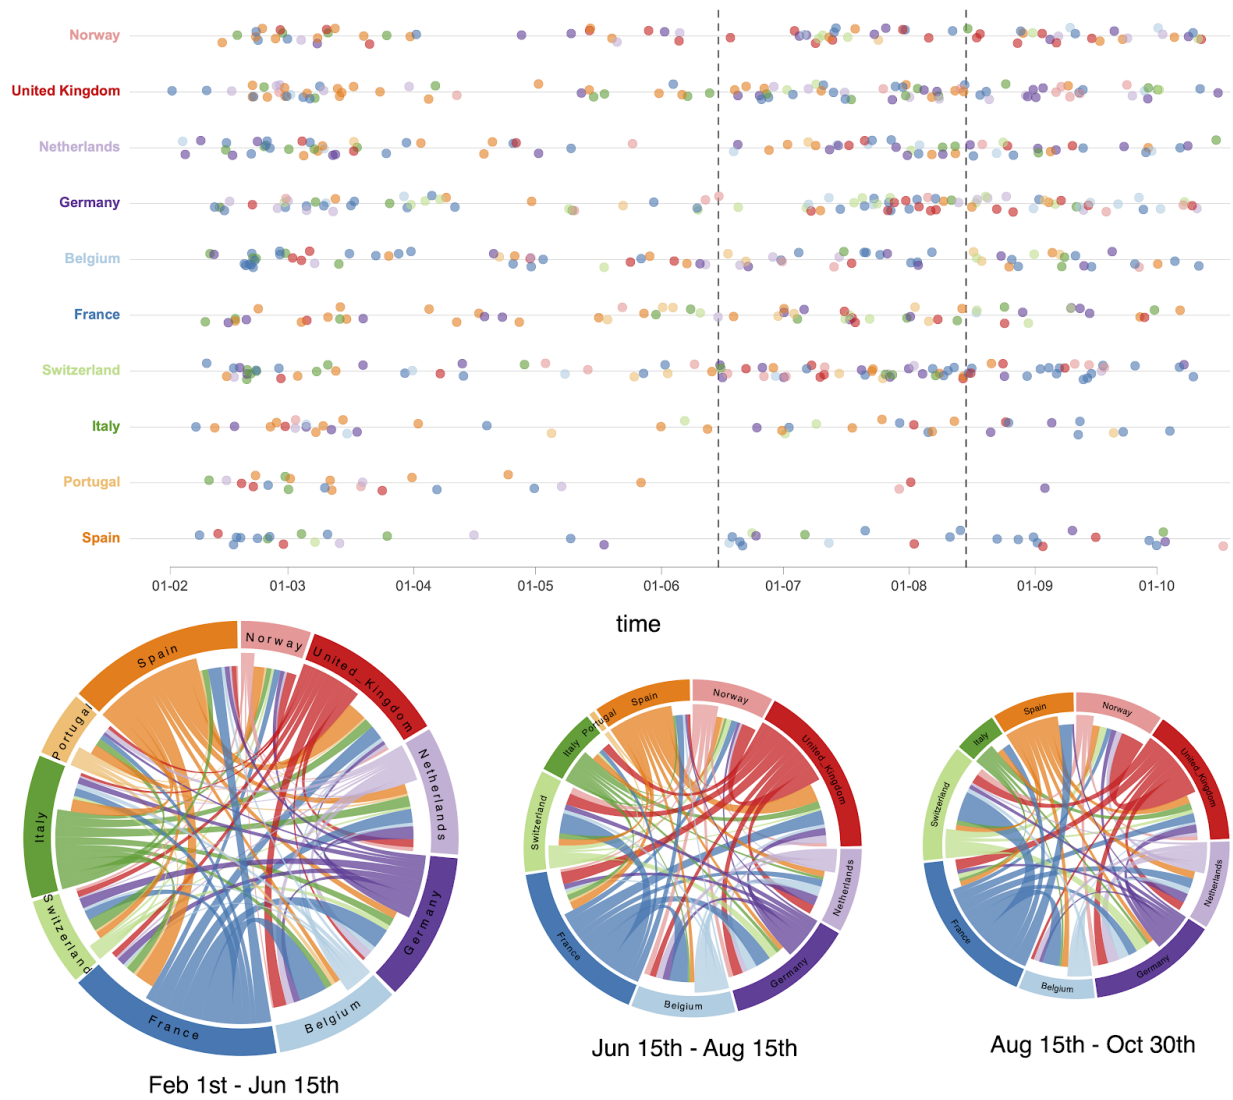 Norway
United Kingdom
Netherlands
Germany
Belgium
France
Switzerland
Italy
Portugal
Spain
01-02 01-03 01-04 01-05 01-06 01-07 01-08 01-09 01-10
time
Spain
Norway
United_Kingdom
Netherlands
Germany
Belgium
France
Switzerland
Italy
Portugal
Feb 1st - Jun 15th
Spain
Norway
United_Kingdom
Netherlands
Germany
Belgium
France
Switzerland
Italy
Portugal
Jun 15th - Aug 15th
Spain
Norway
United_Kingdom
Netherlands
Germany
Belgium
France
Switzerland
Italy
Aug 15th - Oct 30th